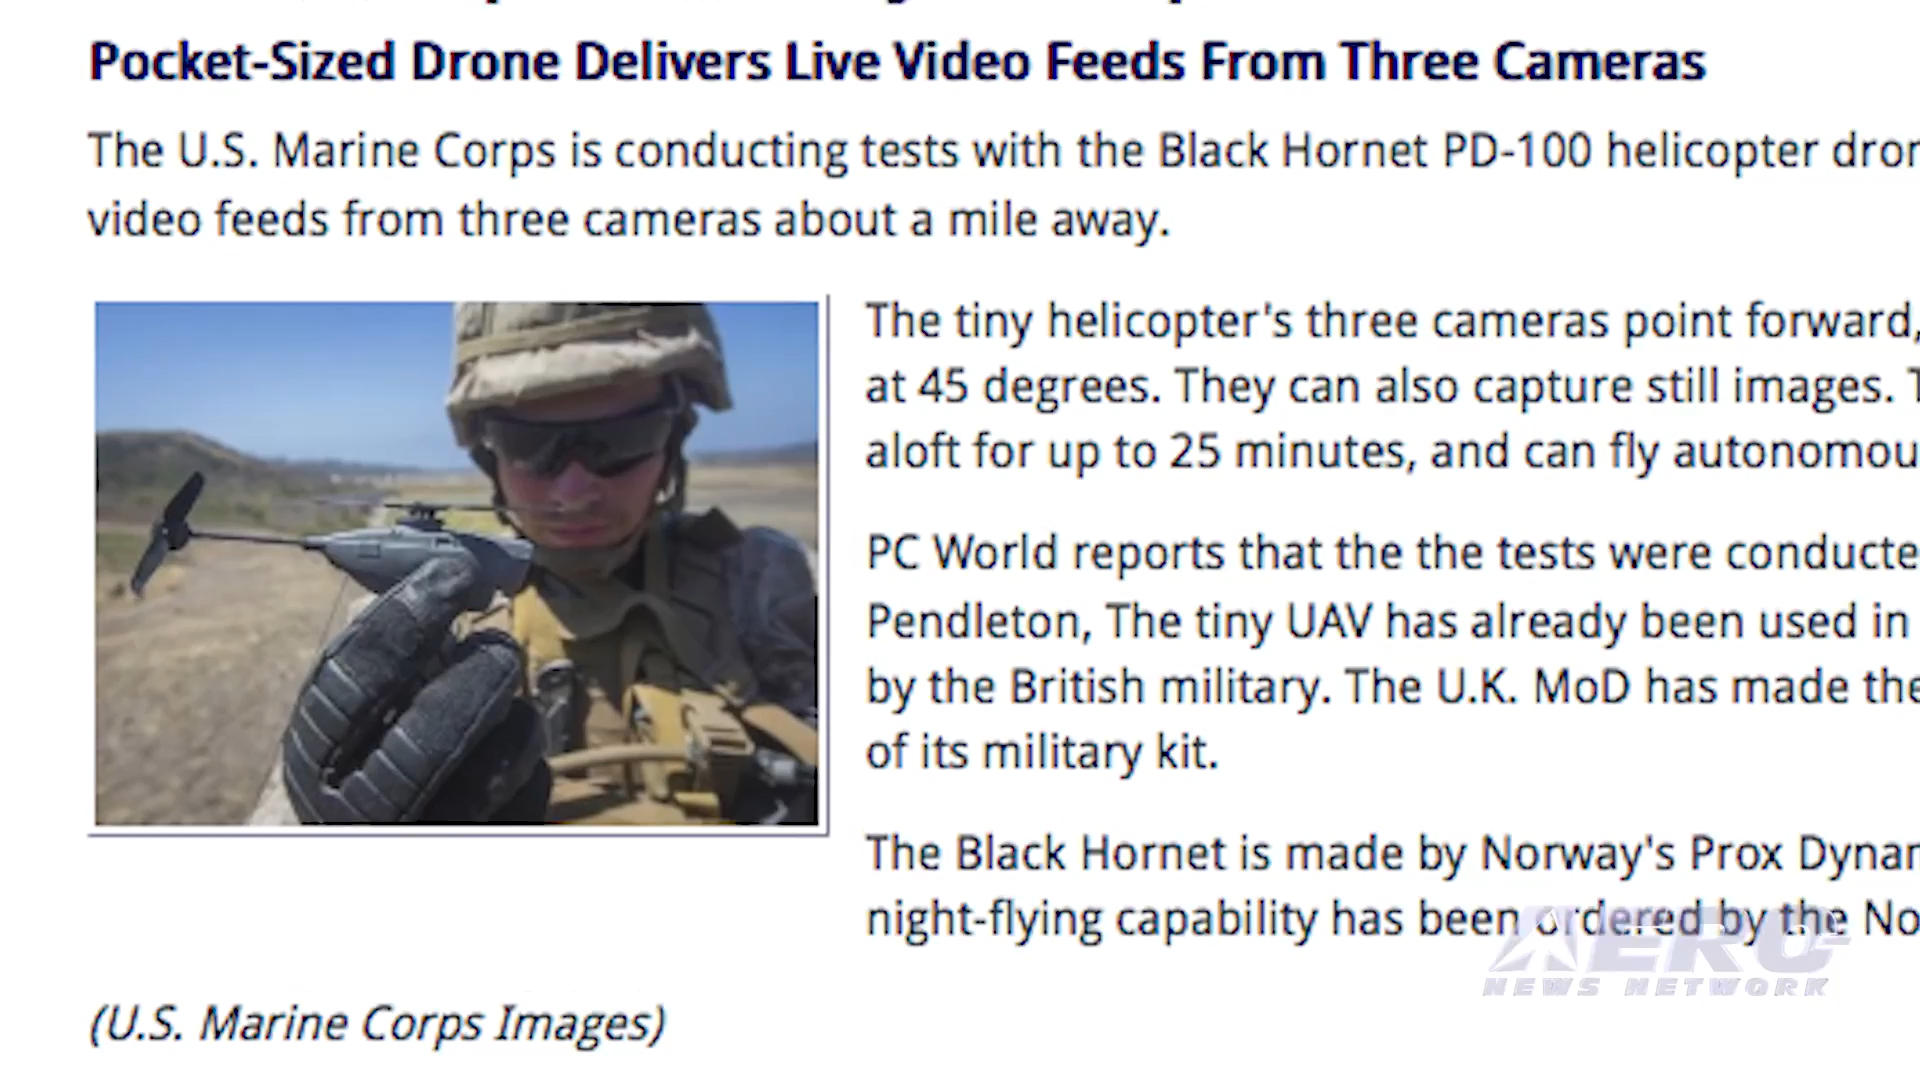 Pocket-Sized Drone Delivers Live Video Feeds From Three Cameras
The U.S. Marine Corps is conducting tests with the Black Hornet PD-100 helicopter
video feeds from three cameras about a mile away.
The tiny helicopter's three cameras point forward,
at 45 degrees. They can also capture still images.
aloft for up to 25 minutes, and can fly
PC World reports that the the tests were
Pendleton, The tiny UAV has already been used in
by the British military. The U.K. MoD has made the
of its military kit.
The Black Hornet is made by Norway's Prox
night-flying capability has been ordered by the
AERO
NEWS NETWORK
(U.S. Marine Corps Images)